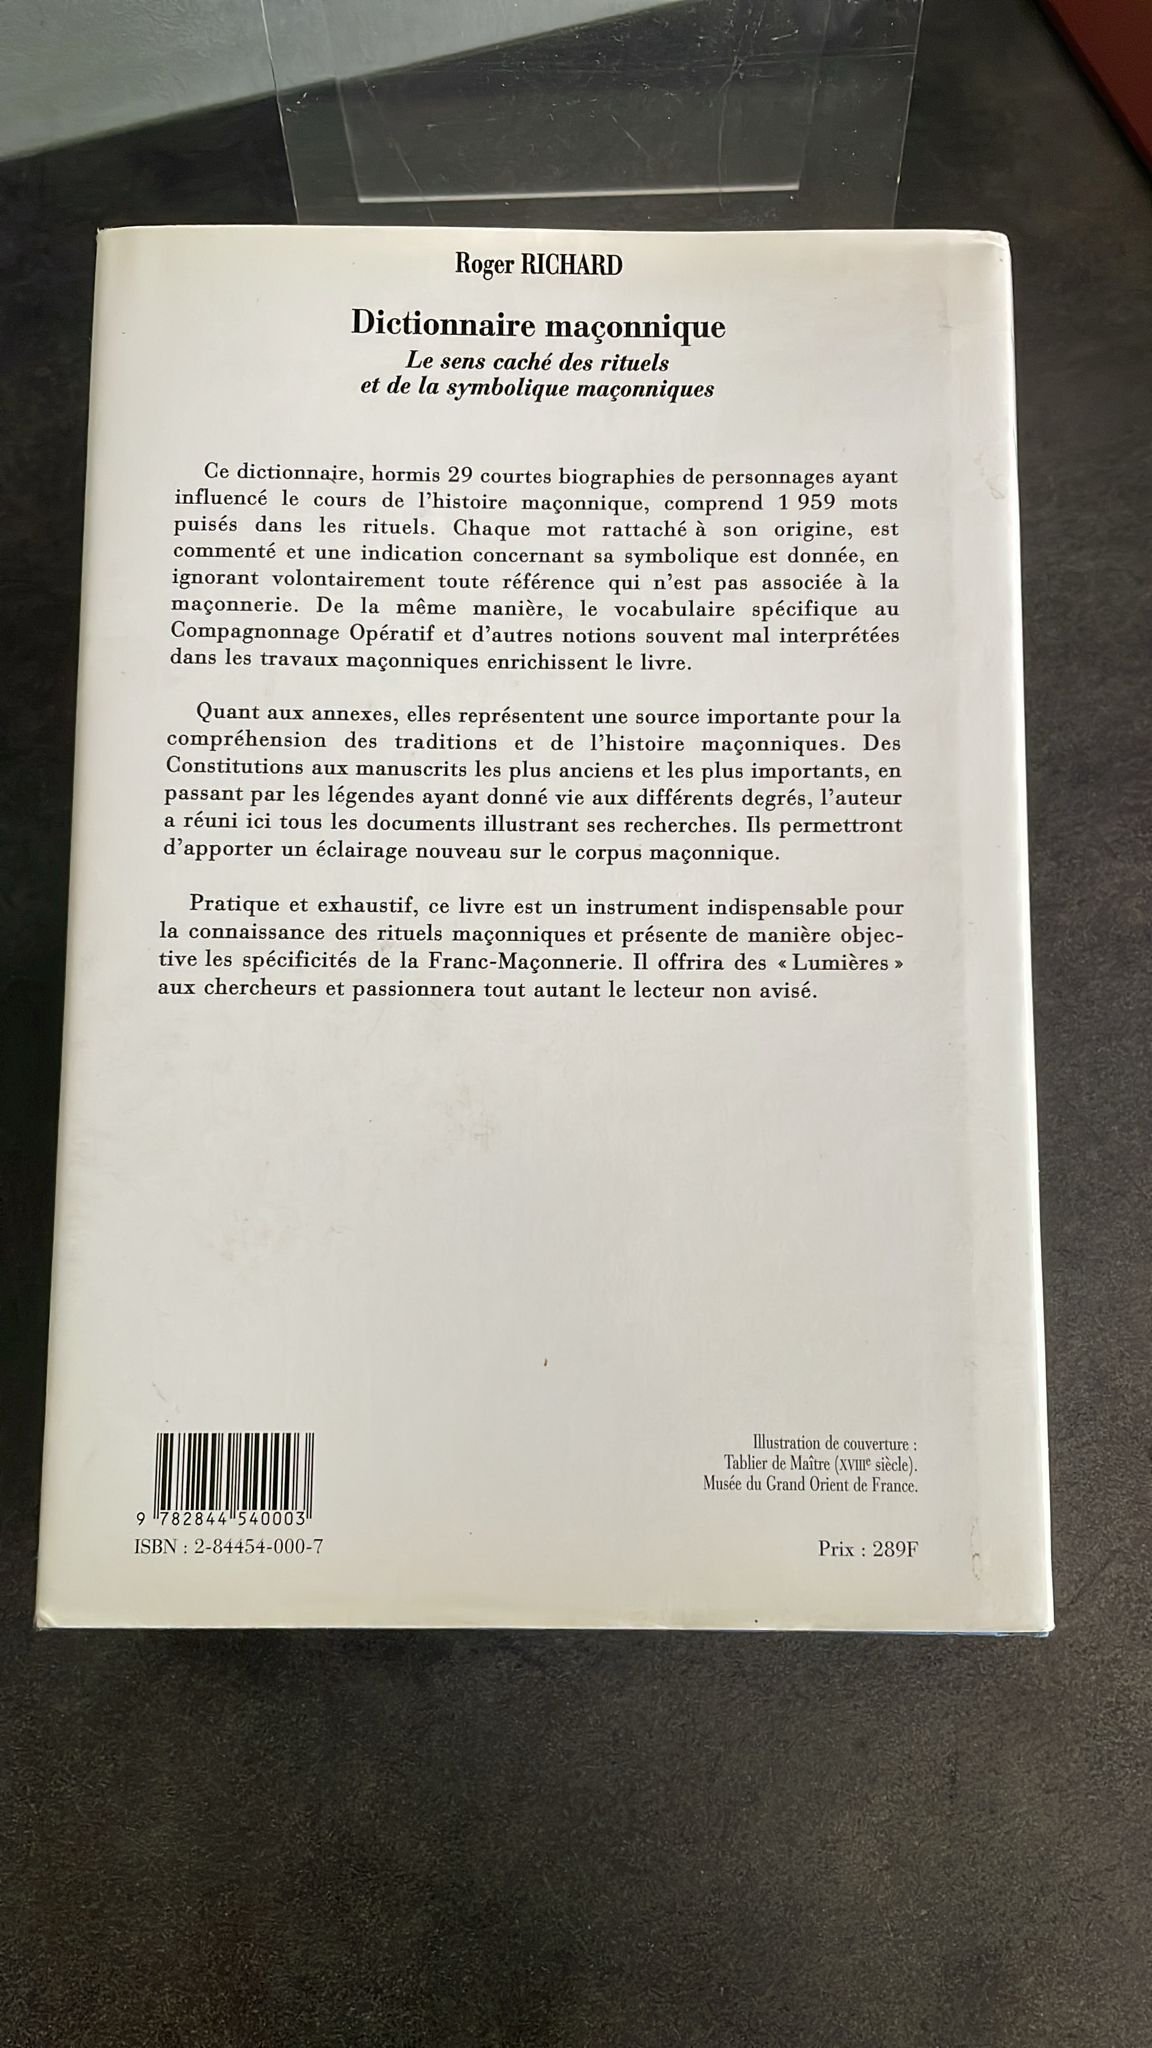 Roger RICHARD
Dictionnaire maçonnique
Le sens caché des rituels
et de la symbolique maçonniques
Ce dictionnaire, hormis 29 courtes biographies de personnages ayant
influencé le cours de l'histoire maçonnique, comprend 1 959 mots
puisés dans les rituels. Chaque mot rattaché à son origine, est
commenté et une indication concernant sa symbolique est donnée, en
ignorant volontairement toute référence qui n'est pas associée à la
maçonnerie. De la même manière, le vocabulaire spécifique au
Compagnonnage Opératif et d'autres notions souvent mal interprétées
dans les travaux maçonniques enrichissent le livre.
Quant aux annexes, elles représentent une source importante pour la
compréhension des traditions et de l'histoire maçonniques. Des
Constitutions aux manuscrits les plus anciens et les plus importants, en
passant par les légendes ayant donné vie aux différents degrés, l'auteur
a réuni ici tous les documents illustrant ses recherches. Ils permettront
d'apporter un éclairage nouveau sur le corpus maçonnique.
Pratique et exhaustif, ce livre est un instrument indispensable pour
la connaissance des rituels maçonniques et présente de manière objec-
tive les spécificités de la Franc-Maçonnerie. Il offrira des « Lumières »
aux chercheurs et passionnera tout autant le lecteur non avisé.
Illustration de couverture :
Tablier de Maître (XVIIIe siècle).
Musée du Grand Orient de France.
9 782844 540003
ISBN : 2-84454-000-7
Prix : 289F